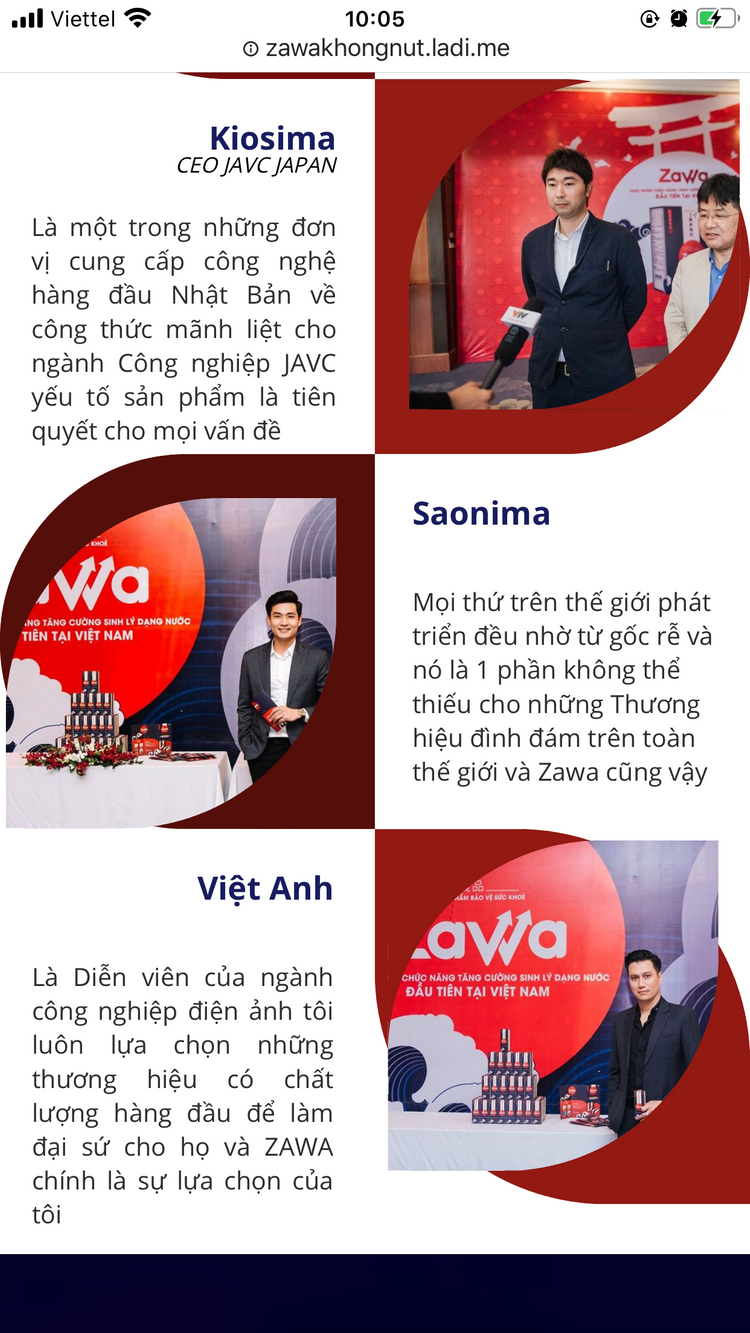 Viettel
10:05
zawakhongnut.ladi.me
Kiosima
CEO JAVC JAPAN
Là một trong những đơn
vị cung cấp công nghệ
hàng đầu Nhật Bản về
công thức mãnh liệt cho
ngành Công nghiệp JAVC
yếu tố sản phẩm là tiên
quyết cho mọi vấn đề
Zawa
ĐẦU TIÊN TẠI
VTV
KHOẺ
awa
NG TĂNG CƯỜNG SINH LÝ DẠNG NƯỚC
TIÊN TẠI VIỆT NAM
Saonima
Mọi thứ trên thế giới phát
triển đều nhờ từ gốc rễ và
nó là 1 phần không thể
thiếu cho những Thương
hiệu đình đám trên toàn
thế giới và Zawa cũng vậy
Việt Anh
Là Diễn viên của ngành
công nghiệp điện ảnh tôi
luôn lựa chọn những
thương hiệu có chất
lượng hàng đầu để làm
đại sứ cho họ và ZAWA
chính là sự lựa chọn của
tôi
PHẨM BẢO VỆ SỨC KHOẺ
zawa
CHỨC NĂNG TĂNG CƯỜNG SINH LÝ DẠNG NƯỚC
ĐẦU TIÊN TẠI VIỆT NAM